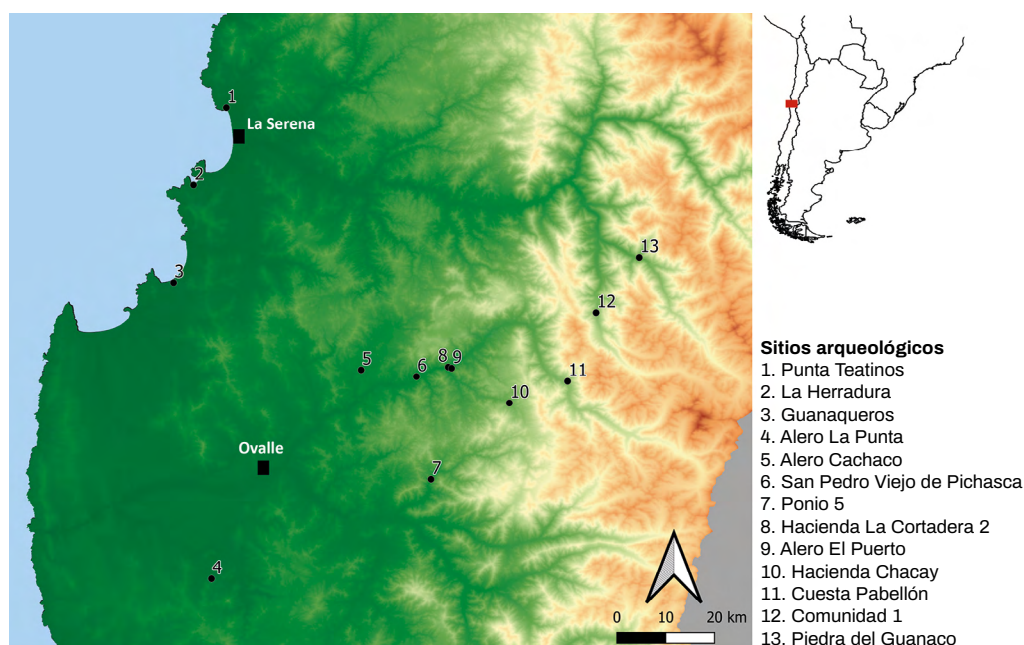 1
La Serena
2
3
13
12
5
6
8
9
11
10
Ovalle
7
4
0 10 20 km
Sitios arqueológicos
1. Punta Teatinos
2. La Herradura
3. Guanaqueros
4. Alero La Punta
5. Alero Cachaco
6. San Pedro Viejo de Pichasca
7. Ponio 5
8. Hacienda La Cortadera 2
9. Alero El Puerto
10. Hacienda Chacay
11. Cuesta Pabellón
12. Comunidad 1
13. Piedra del Guanaco